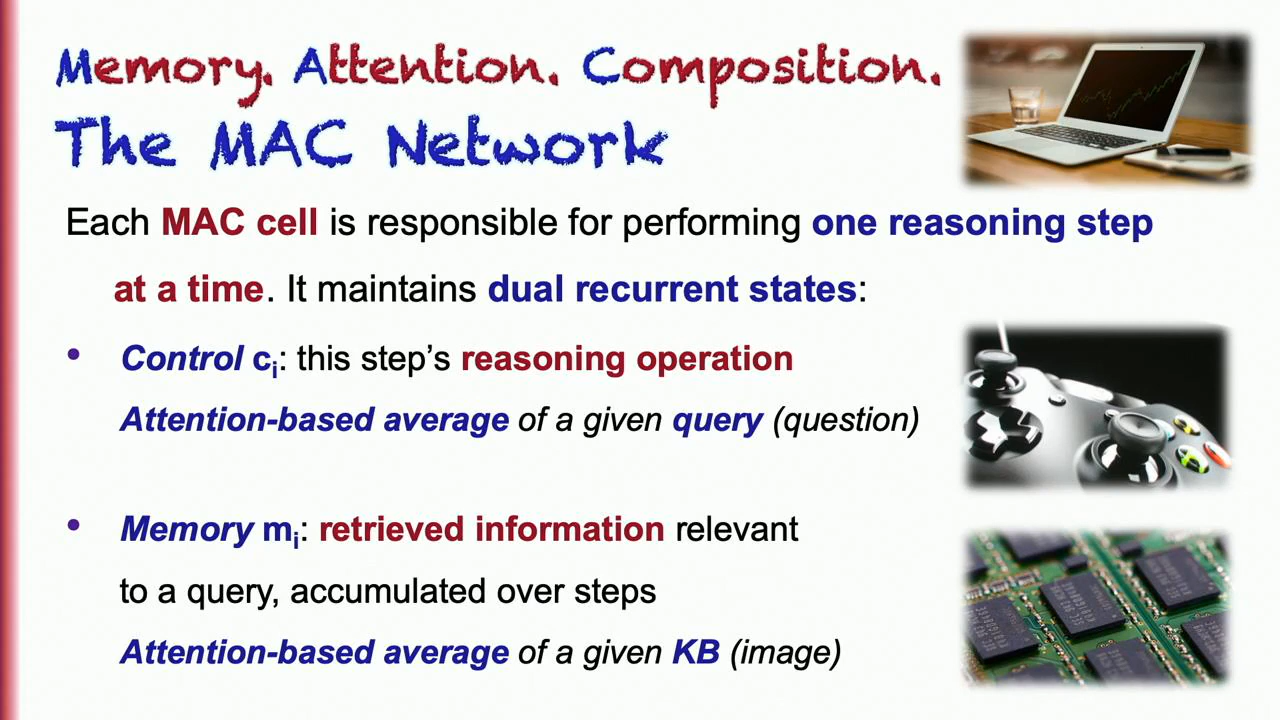 Memory. Attention. Composition.
The MAC Network
Each MAC cell is responsible for performing one reasoning step
at a time. It maintains dual recurrent states:
• Control cᵢ: this step’s reasoning operation
Attention-based average of a given query (question)
• Memory mᵢ: retrieved information relevant
to a query, accumulated over steps
Attention-based average of a given KB (image)